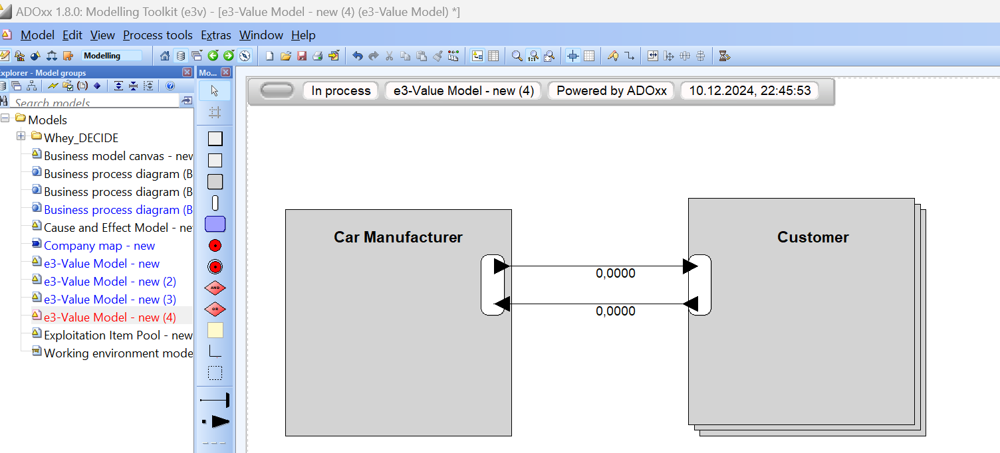 ADOxx 1.8.0: Modelling Toolkit (e3v) - [e3-Value Model - new (4) (e3-Value Model) *]
Model Edit View Process tools Extras Window Help
Modelling
1:1
xplorer - Model groups
Mo...
Search models
In process
e3-Value Model - new (4)
Powered by ADOxx
10.12.2024, 22:45:53
Models
Whey_DECIDE
Business model canvas - new
Business process diagram (B
Business process diagram (B
Business process diagram (B
Cause and Effect Model - ne
Company map - new
e3-Value Model - new
e3-Value Model - new (2)
e3-Value Model - new (3)
e3-Value Model - new (4)
Exploitation Item Pool - new
Working environment mode
AND
OR
Car Manufacturer
Customer
0,0000
0,0000